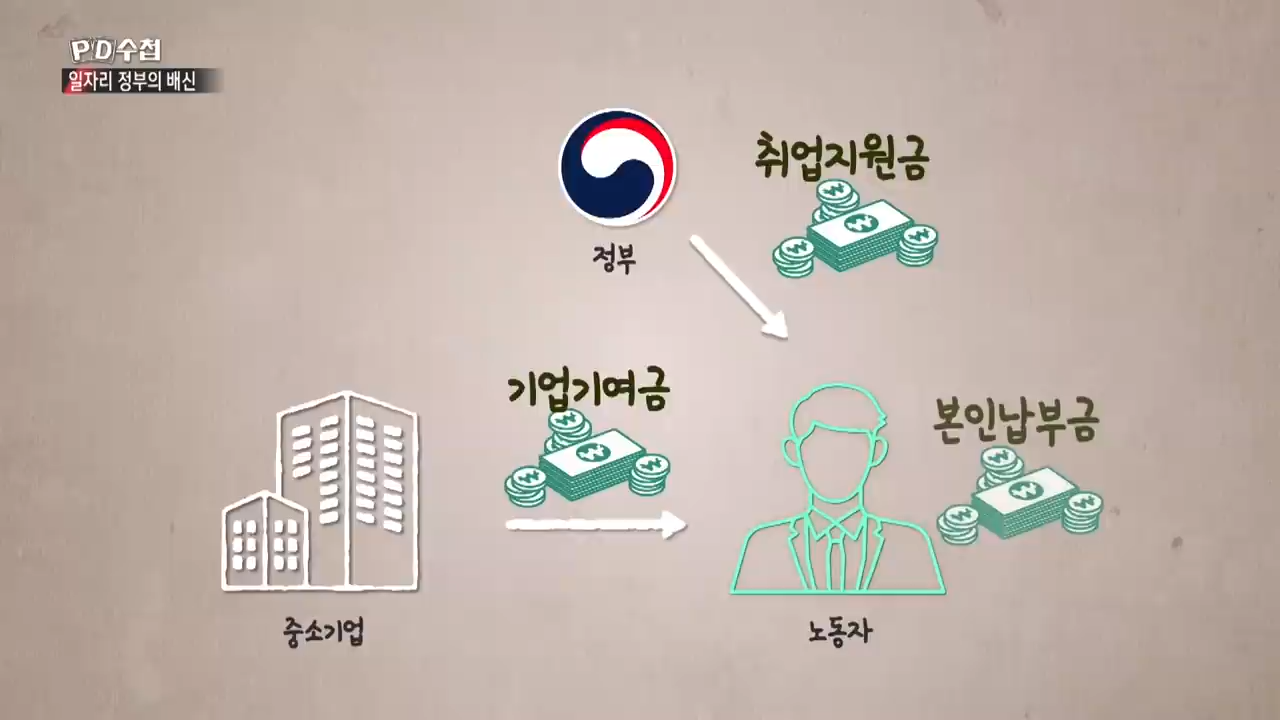 PD수첩
일자리 정부의 배신
취업지원금
정부
기업기여금
본인납부금
중소기업
노동자